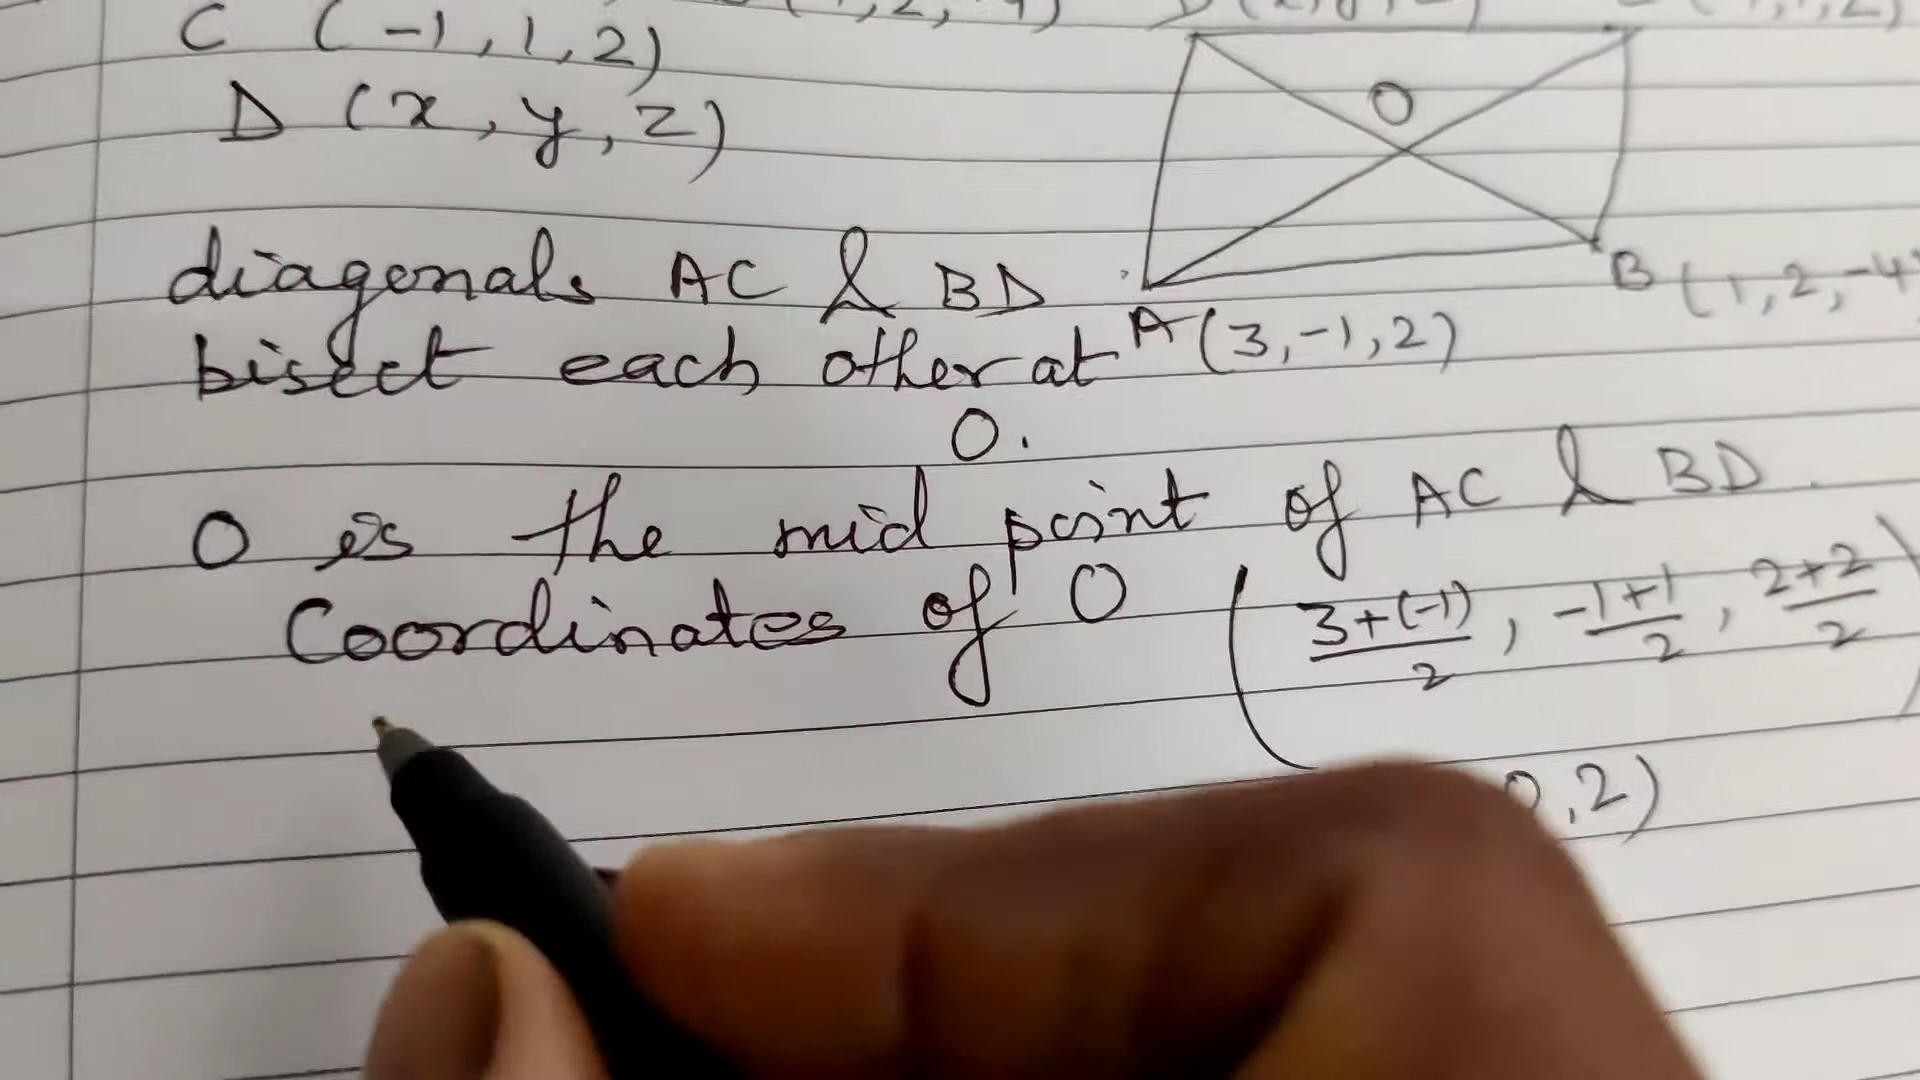 C (-1, 1, 2)
D (x, y, z)
O
B (1, 2, -4)
diagonals AC & BD
A (3, -1, 2)
bisect each other at
O.
O is the mid point of AC & BD.
Coordinates of O ( 3+(-1)/2 , -1+1/2 , 2+2/2 )
0, 2)